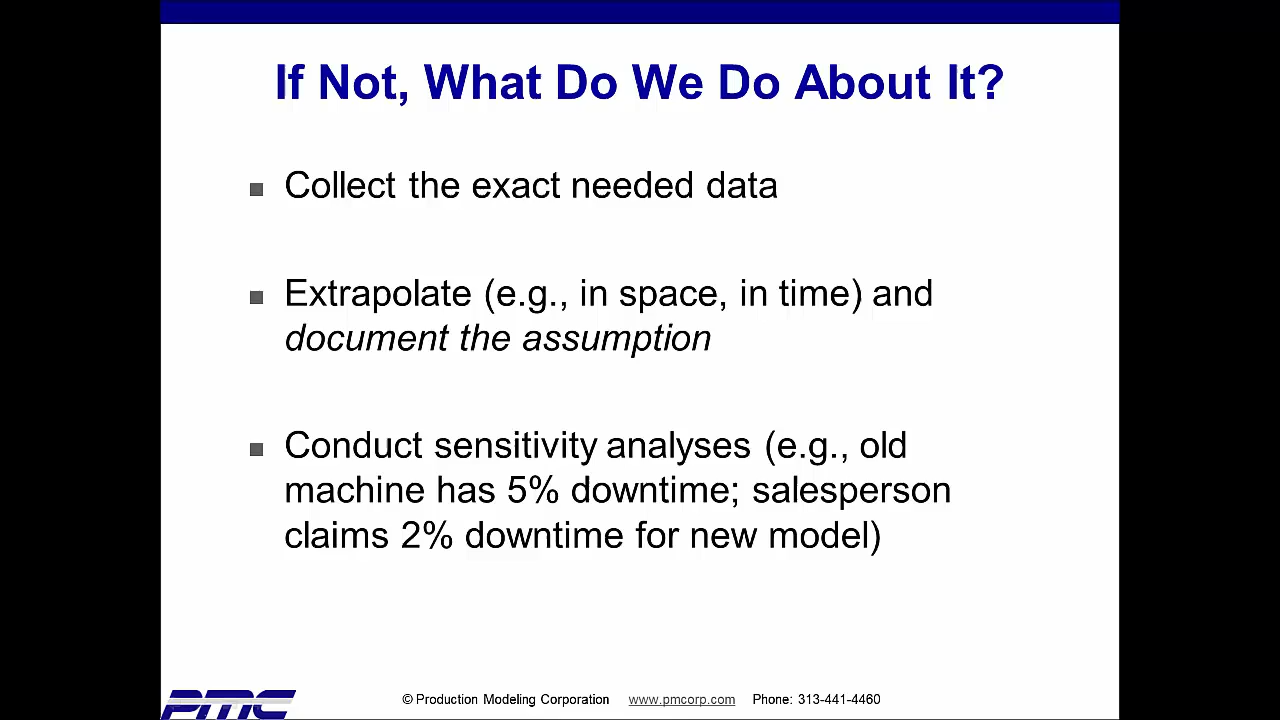 If Not, What Do We Do About It?
Collect the exact needed data
Extrapolate (e.g., in space, in time) and
document the assumption
Conduct sensitivity analyses (e.g., old
machine has 5% downtime; salesperson
claims 2% downtime for new model)
PMC
© Production Modeling Corporation www.pmcorp.com Phone: 313-441-4460